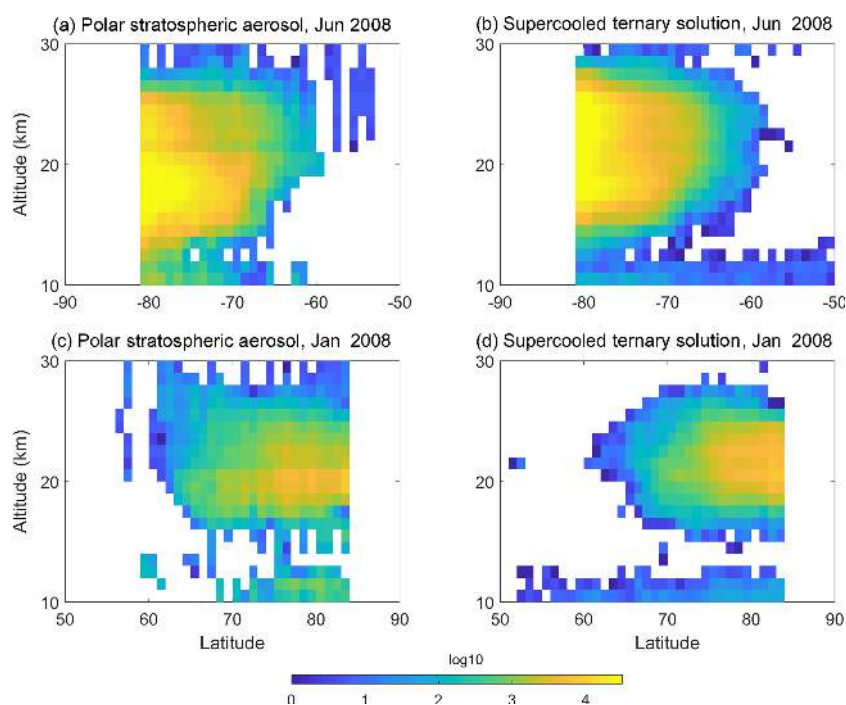 (a) Polar stratospheric aerosol, Jun 2008
(b) Supercooled ternary solution, Jun 2008
30
20
10
Altitude (km)
-90 -80 -70 -60 -50
30
20
10
-90 -80 -70 -60 -50
(c) Polar stratospheric aerosol, Jan 2008
(d) Supercooled ternary solution, Jan 2008
30
20
10
Altitude (km)
50 60 70 80 90
Latitude
30
20
10
50 60 70 80 90
Latitude
log10
0 1 2 3 4